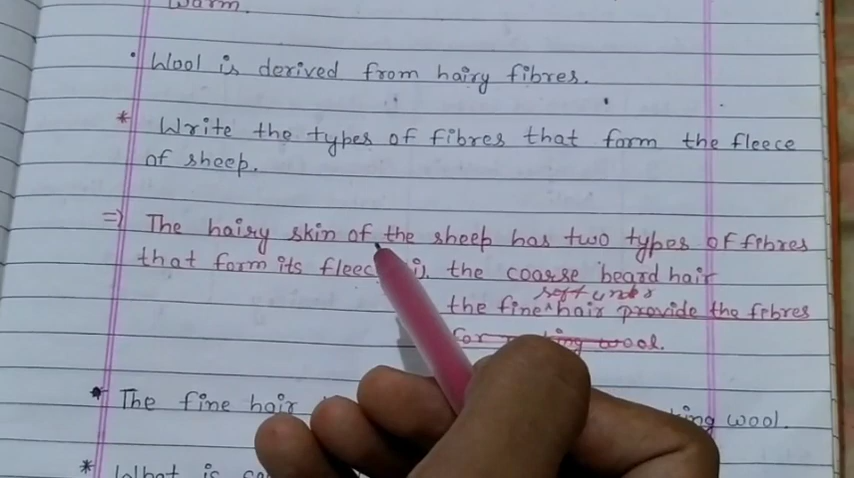 warm.
• Wool is derived from hairy fibres.
* Write the types of fibres that form the fleece
of sheep.
⇒ The hairy skin of the sheep has two types of fibres
that form its fleec the coarse beard hair
soft under
the fine ^ hair provide the fibres
for wool.
* The fine hair wool.
* What is